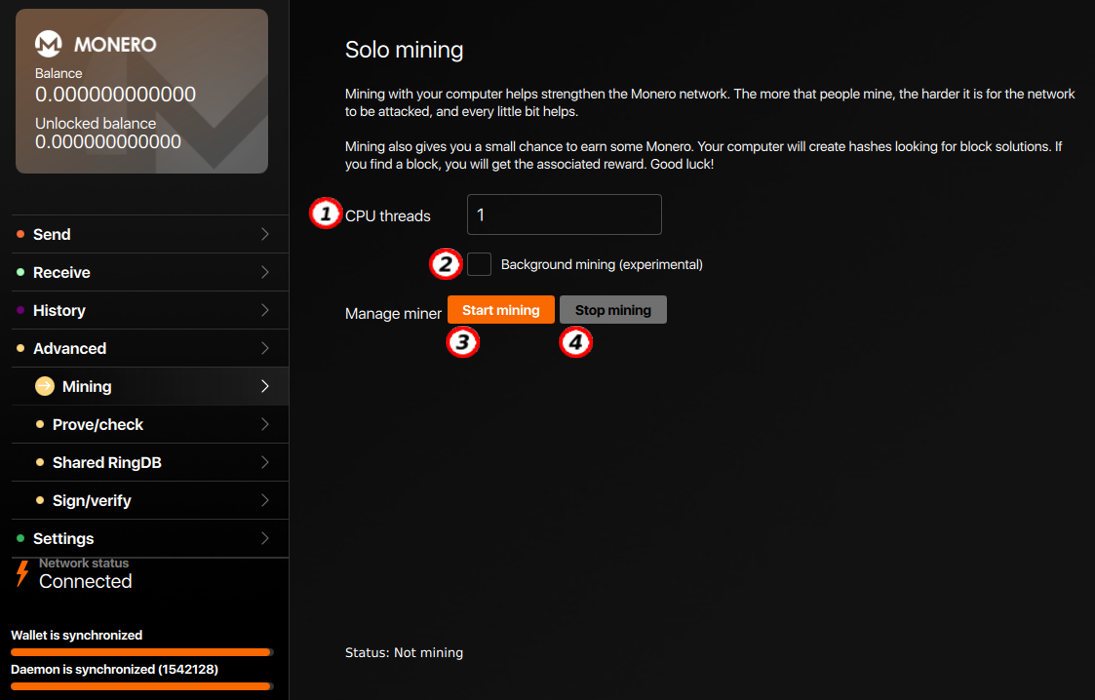 MONERO
Balance
0.000000000000
Unlocked balance
0.000000000000
Send
Receive
History
Advanced
Mining
Prove/check
Shared RingDB
Sign/verify
Settings
Network status
Connected
Wallet is synchronized
Daemon is synchronized (1542128)
Solo mining
Mining with your computer helps strengthen the Monero network. The more that people mine, the harder it is for the network
to be attacked, and every little bit helps.
Mining also gives you a small chance to earn some Monero. Your computer will create hashes looking for block solutions. If
you find a block, you will get the associated reward. Good luck!
1 CPU threads 1
2 Background mining (experimental)
Manage miner Start mining Stop mining
3 4
Status: Not mining